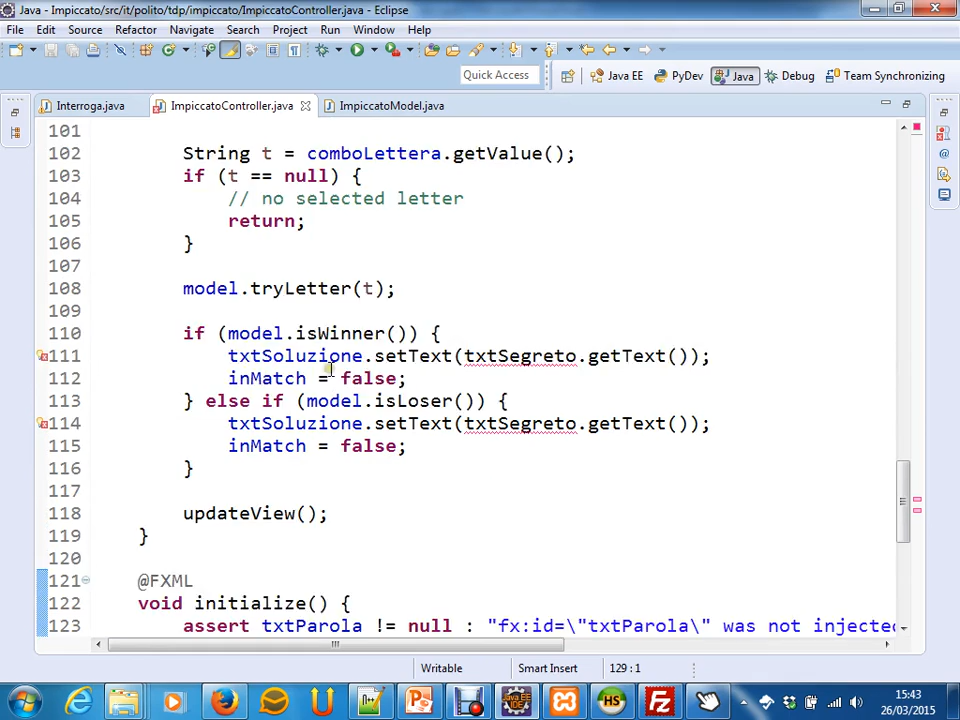 Java - Impiccato/src/it/polito/tdp/impiccato/ImpiccatoController.java - Eclipse
File Edit Source Refactor Navigate Search Project Run Window Help
Quick Access Java EE PyDev Java Debug Team Synchronizing
Interroga.java ImpiccatoController.java ImpiccatoModel.java
101
102 String t = comboLettera.getValue();
103 if (t == null) {
104 // no selected letter
105 return;
106 }
107
108 model.tryLetter(t);
109
110 if (model.isWinner()) {
111 txtSoluzione.setText(txtSegreto.getText());
112 inMatch = false;
113 } else if (model.isLoser()) {
114 txtSoluzione.setText(txtSegreto.getText());
115 inMatch = false;
116 }
117
118 updateView();
119 }
120
121 @FXML
122 void initialize() {
123 assert txtParola != null : "fx:id=\"txtParola\" was not injected
Writable Smart Insert 129 : 1
15:43
26/03/2015